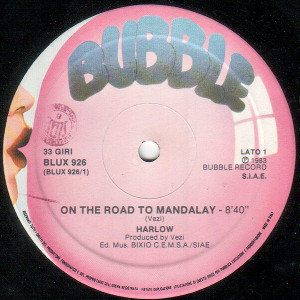 BUBBLE
33 GIRI
BLUX 926
(BLUX 926/1)
LATO 1
℗ 1983
BUBBLE RECORD
S.I.A.E.
ON THE ROAD TO MANDALAY - 8'40"
(Vezi)
HARLOW
Produced by Vezi
Ed. Mus. BIXIO C.E.M.S.A./SIAE